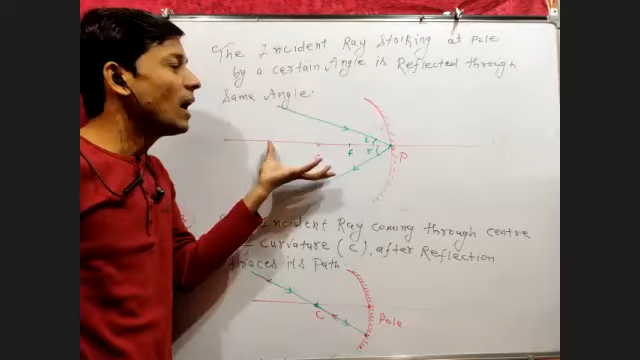 The Incident Ray Striking at Pole
by a certain Angle is Reflected through
Same Angle.
i
r
F
P
Incident Ray coming through centre
Curvature (C), after Reflection
traces Its Path
C
Pole